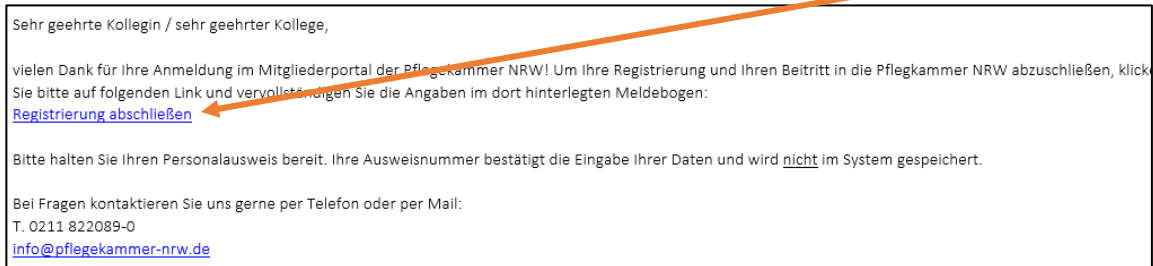 Sehr geehrte Kollegin / sehr geehrter Kollege,
vielen Dank für Ihre Anmeldung im Mitgliederportal der Pflegekammer NRW! Um Ihre Registrierung und Ihren Beitritt in die Pflegkammer NRW abzuschließen, klicke
Sie bitte auf folgenden Link und vervollständigen Sie die Angaben im dort hinterlegten Meldebogen:
Registrierung abschließen
Bitte halten Sie Ihren Personalausweis bereit. Ihre Ausweisnummer bestätigt die Eingabe Ihrer Daten und wird nicht im System gespeichert.
Bei Fragen kontaktieren Sie uns gerne per Telefon oder per Mail:
T. 0211 822089-0
info@pflegekammer-nrw.de